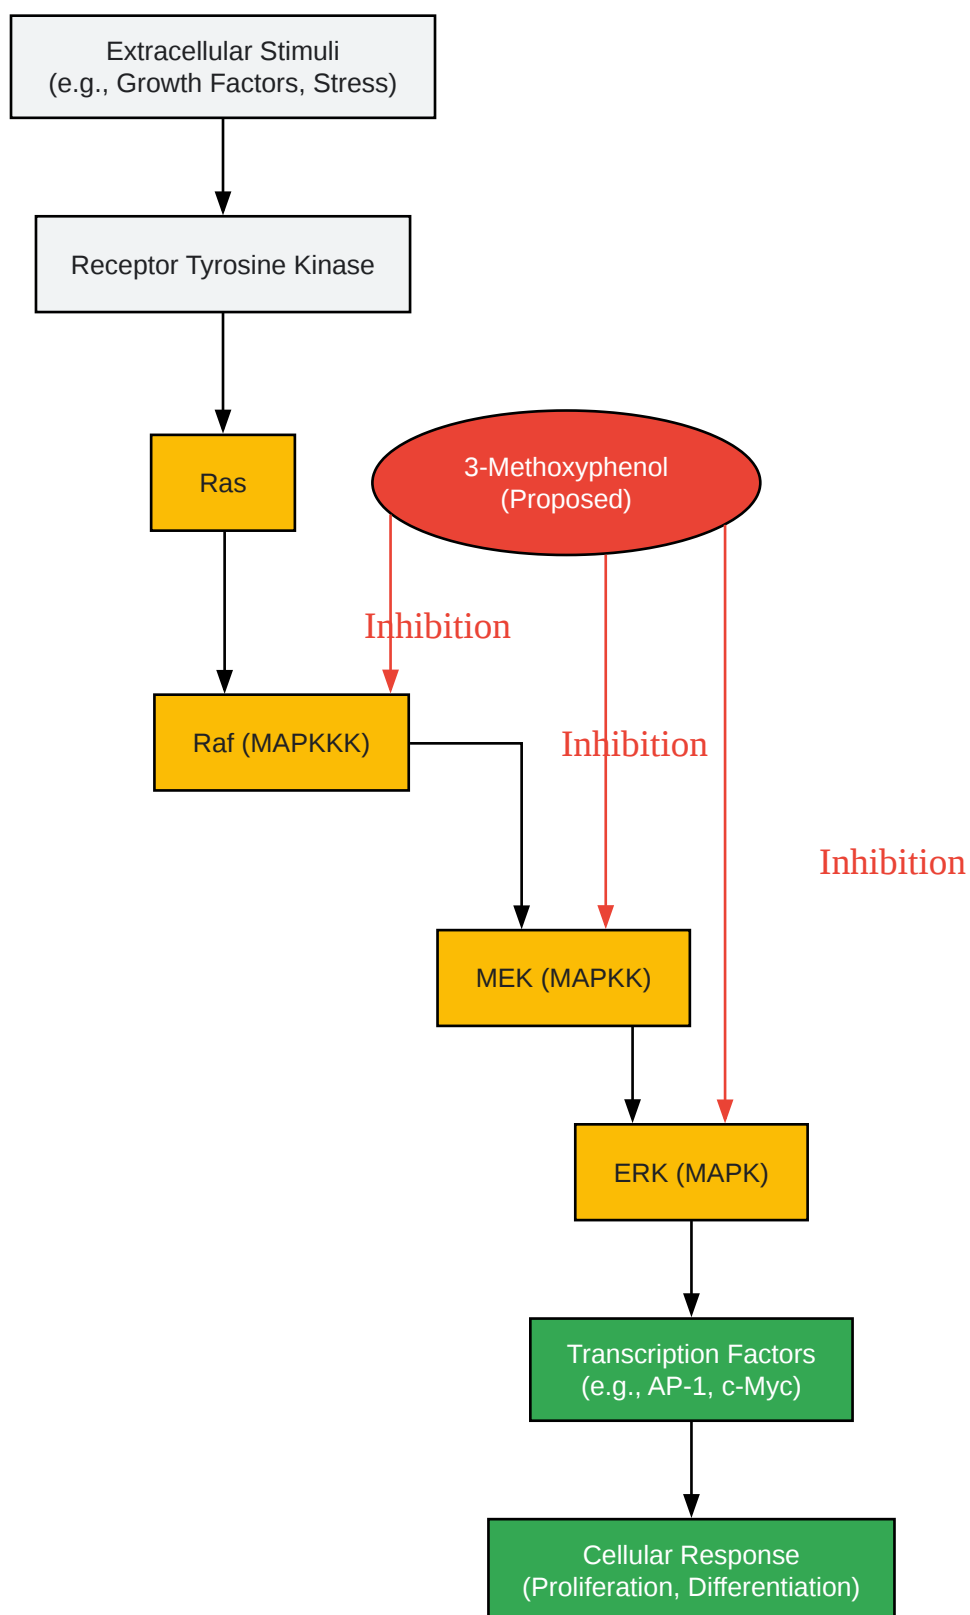 Extracellular Stimuli
(e.g., Growth Factors, Stress)
Receptor Tyrosine Kinase
Ras
3-Methoxyphenol
(Proposed)
Inhibition
Raf (MAPKKK)
Inhibition
Inhibition
MEK (MAPKK)
ERK (MAPK)
Transcription Factors
(e.g., AP-1, c-Myc)
Cellular Response
(Proliferation, Differentiation)